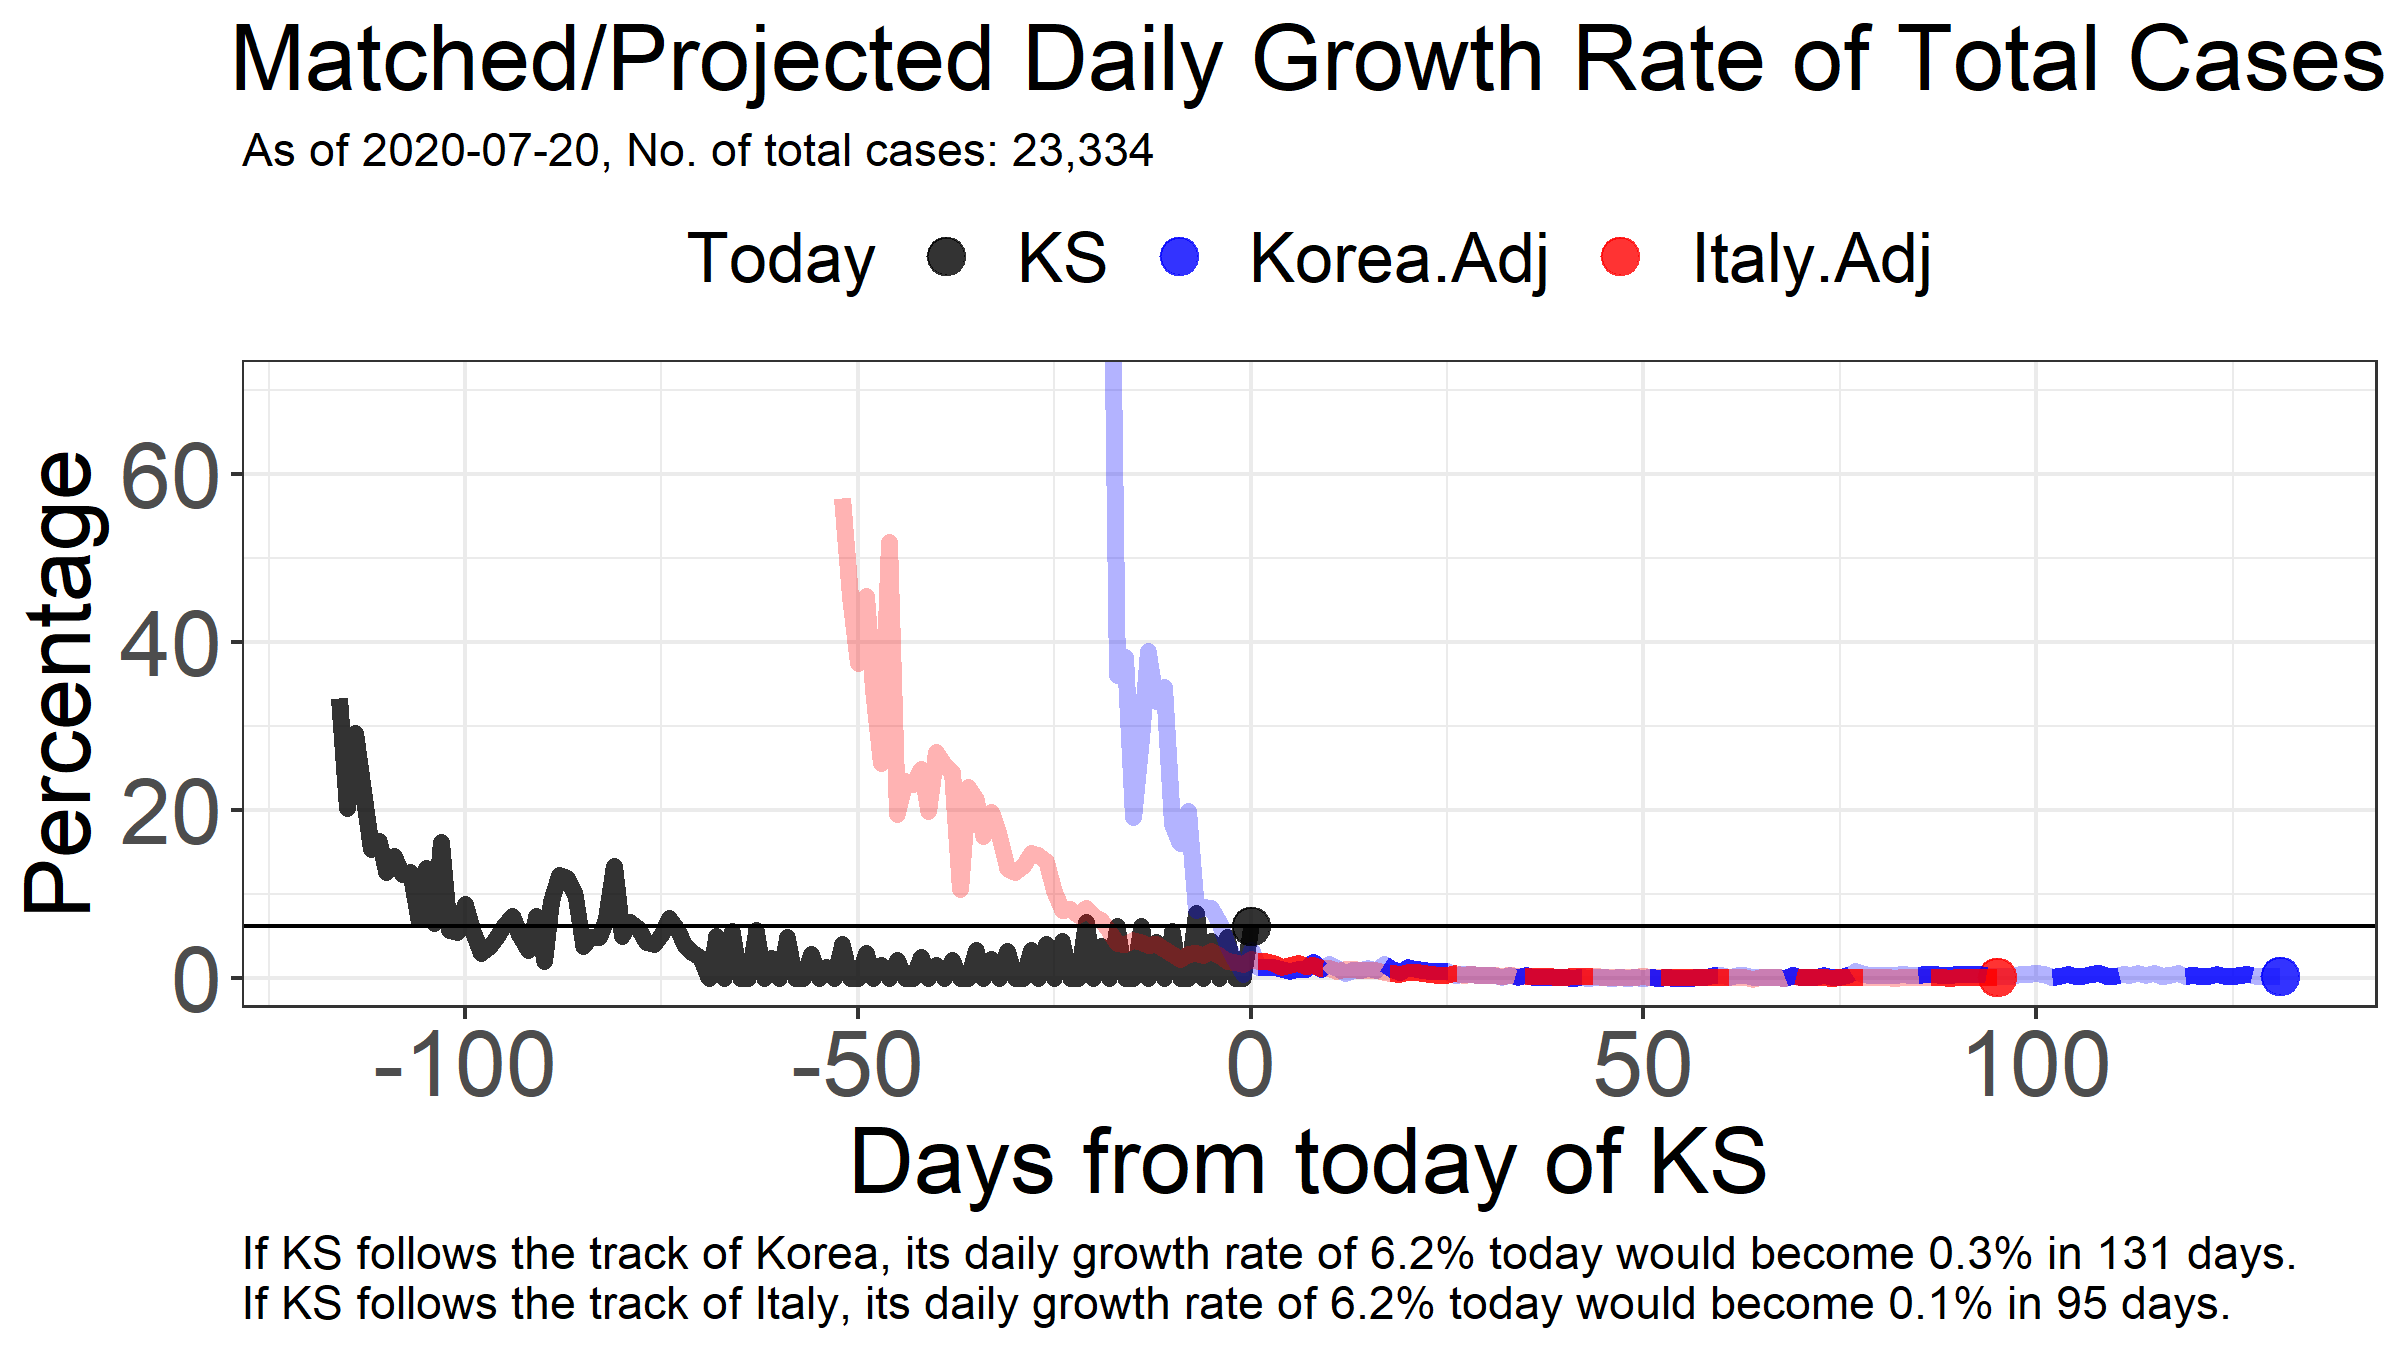 Matched/Projected Daily Growth Rate of Total Cases
As of 2020-07-20, No. of total cases: 23,334
Today KS Korea.Adj Italy.Adj
Percentage
60
40
20
0
-100 -50 0 50 100
Days from today of KS
If KS follows the track of Korea, its daily growth rate of 6.2% today would become 0.3% in 131 days.
If KS follows the track of Italy, its daily growth rate of 6.2% today would become 0.1% in 95 days.